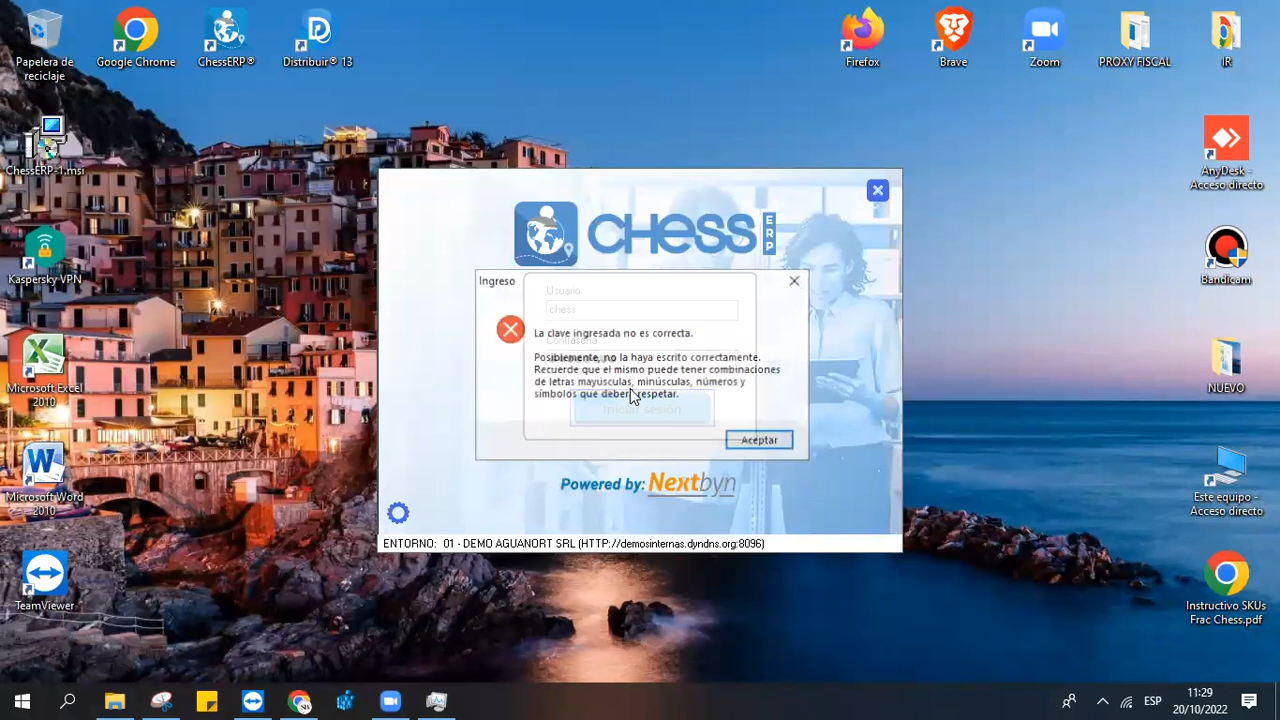 Papelera de
reciclaje
Google Chrome
ChessERP®
Distribuir® 13
Firefox
Brave
Zoom
PROXY FISCAL
IR
ChessERP-1.msi
AnyDesk -
Acceso directo
Kaspersky VPN
Bandicam
Microsoft Excel
2010
NUEVO
Microsoft Word
2010
Este equipo -
Acceso directo
TeamViewer
Instructivo SKUs
Frac Chess.pdf
CHESS
ERP
Ingreso
Usuario
chess
La clave ingresada no es correcta.
Contraseña
Posiblemente, no la haya escrito correctamente.
Recuerde que el mismo puede tener combinaciones
de letras mayúsculas, minúsculas, números y
símbolos que deberá respetar.
Iniciar sesión
Aceptar
Powered by: Nextbyn
ENTORNO: 01 - DEMO AGUANORT SRL (HTTP://demosinternas.dyndns.org:8096)
ESP
11:29
20/10/2022